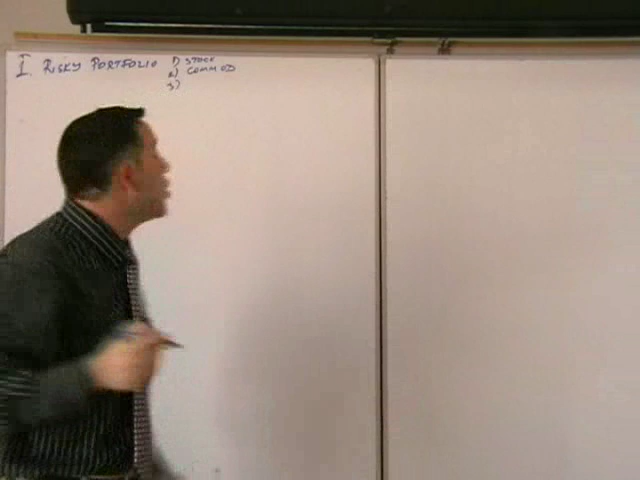 I. RISKY PORTFOLIO 1) STOCK
2) COMMOD
3)